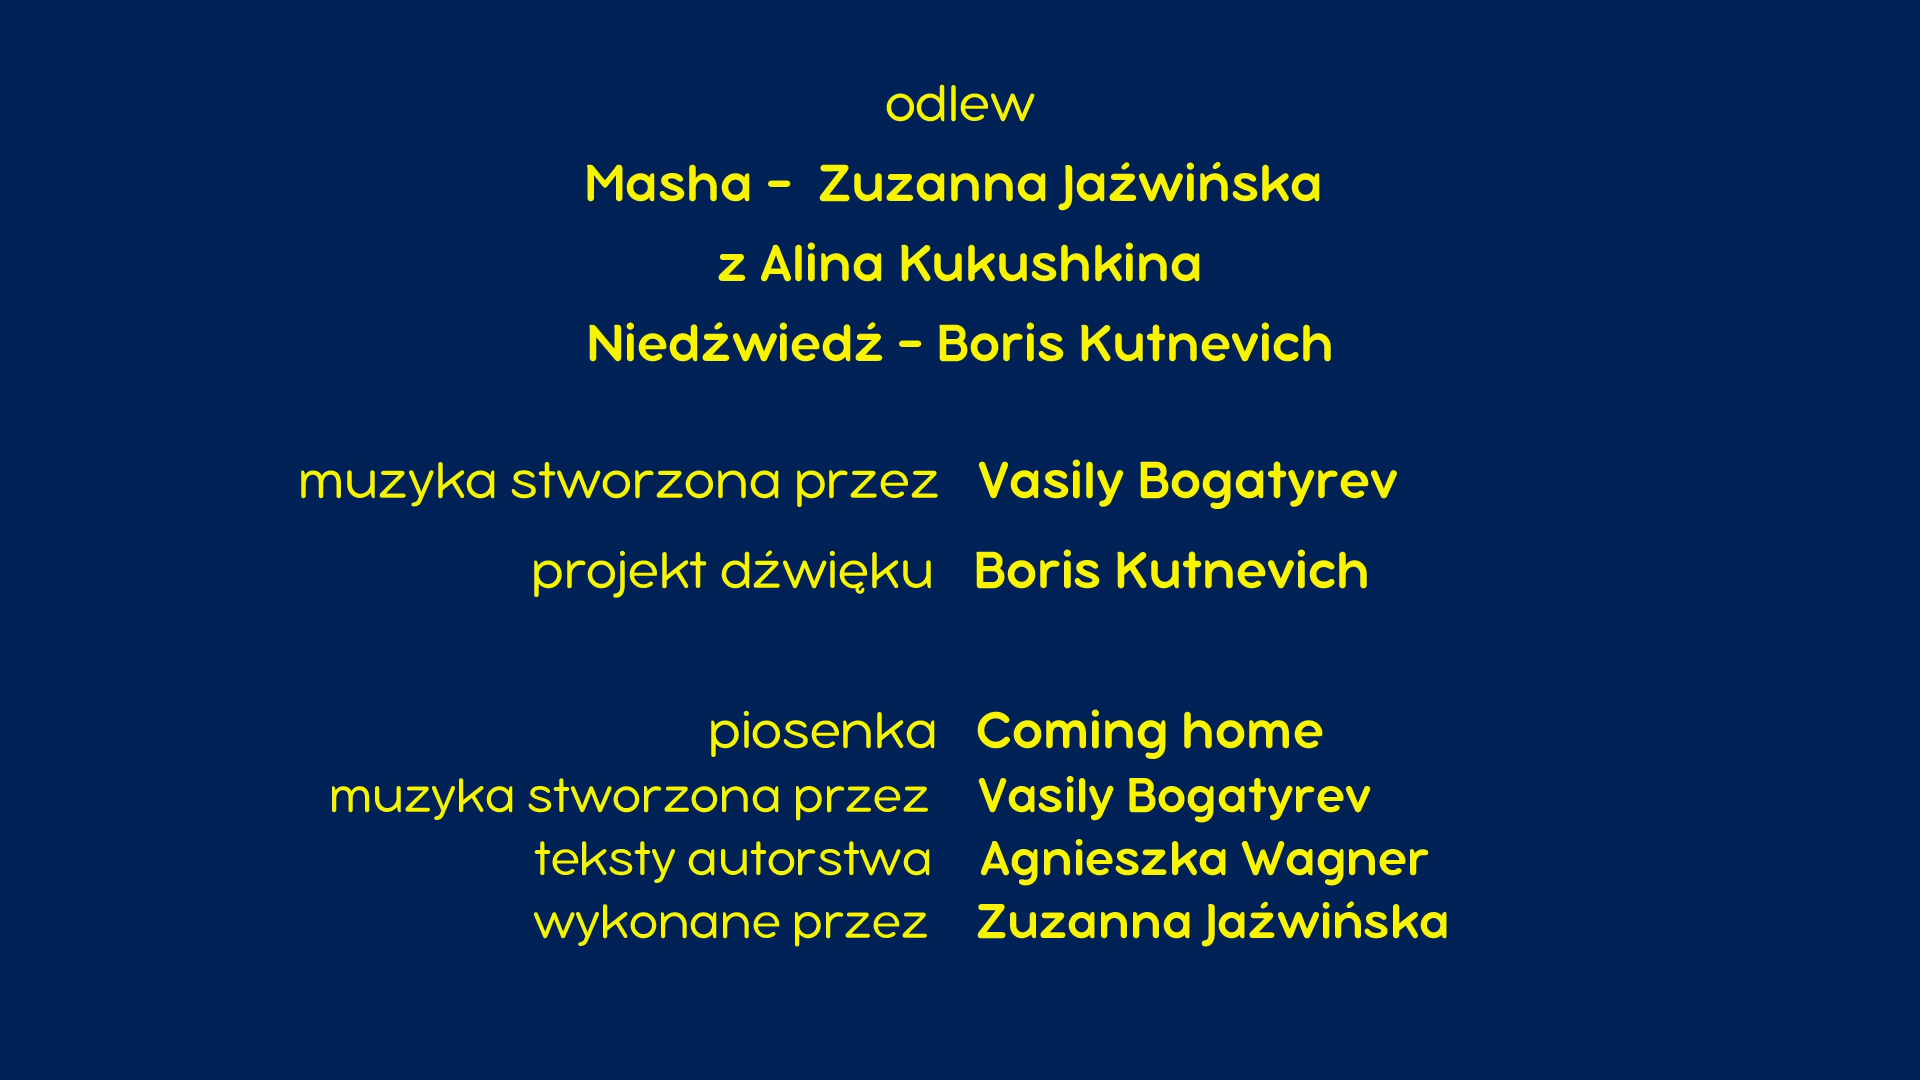 odlew
Masha - Zuzanna Jaźwińska
z Alina Kukushkina
Niedźwiedź - Boris Kutnevich
muzyka stworzona przez Vasily Bogatyrev
projekt dźwięku Boris Kutnevich
piosenka Coming home
muzyka stworzona przez Vasily Bogatyrev
teksty autorstwa Agnieszka Wagner
wykonane przez Zuzanna Jaźwińska